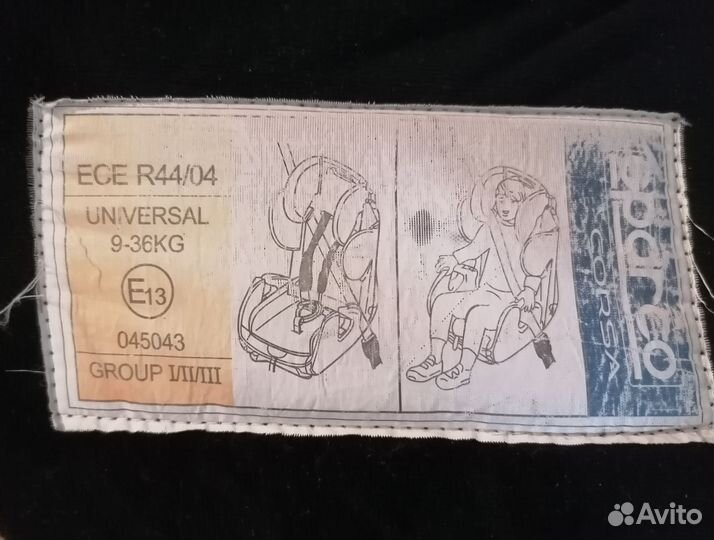 ECE R44/04
UNIVERSAL
9-36KG
E13
045043
GROUP I/II/III
sparco
CORSA
Avito